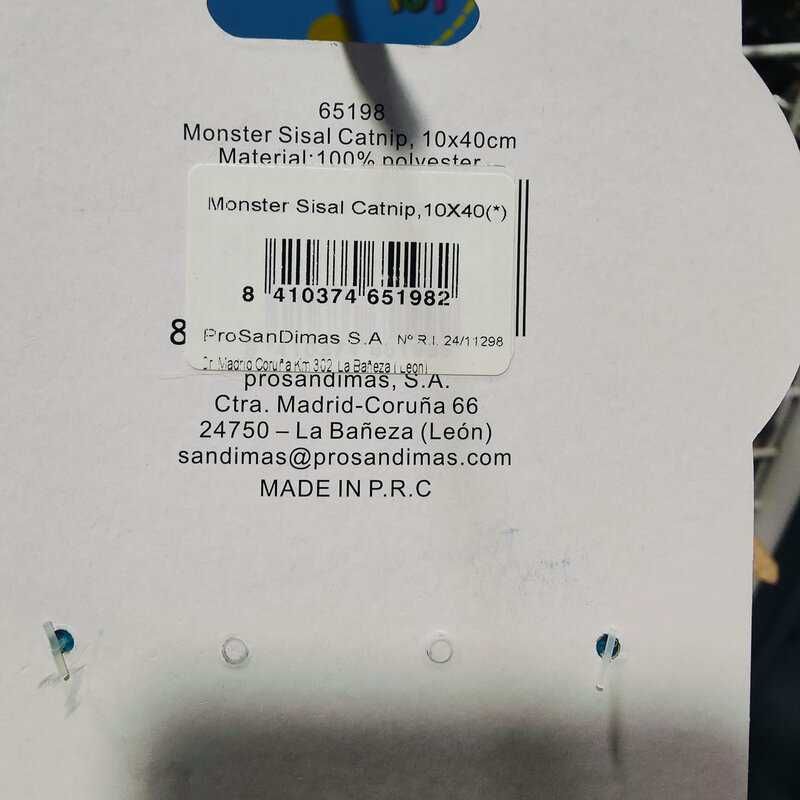 65198
Monster Sisal Catnip, 10x40cm
Material:100% polyester
Monster Sisal Catnip,10X40(*)
8 410374 651982
8
ProSanDimas S.A Nº R.I. 24/11298
Cr. Madrid Coruña Km 302 La Bañeza ( León)
prosandimas, S.A.
Ctra. Madrid-Coruña 66
24750 – La Bañeza (León)
sandimas@prosandimas.com
MADE IN P.R.C